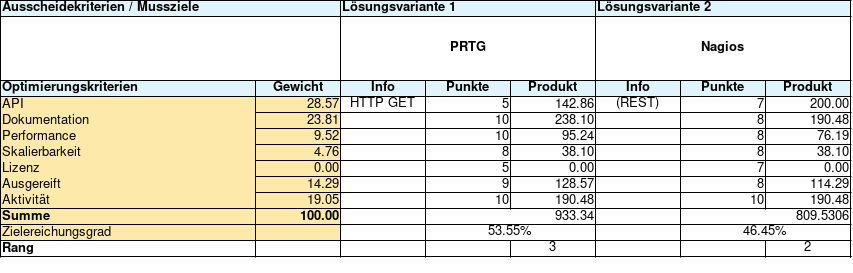 Ausscheidekriterien / Mussziele Lösungsvariante 1 Lösungsvariante 2
PRTG Nagios
Optimierungskriterien Gewicht Info Punkte Produkt Info Punkte Produkt
API 28.57 HTTP GET 5 142.86 (REST) 7 200.00
Dokumentation 23.81 10 238.10 8 190.48
Performance 9.52 10 95.24 8 76.19
Skalierbarkeit 4.76 8 38.10 8 38.10
Lizenz 0.00 5 0.00 7 0.00
Ausgereift 14.29 9 128.57 8 114.29
Aktivität 19.05 10 190.48 10 190.48
Summe 100.00 933.34 809.5306
Zielereichungsgrad 53.55% 46.45%
Rang 3 2